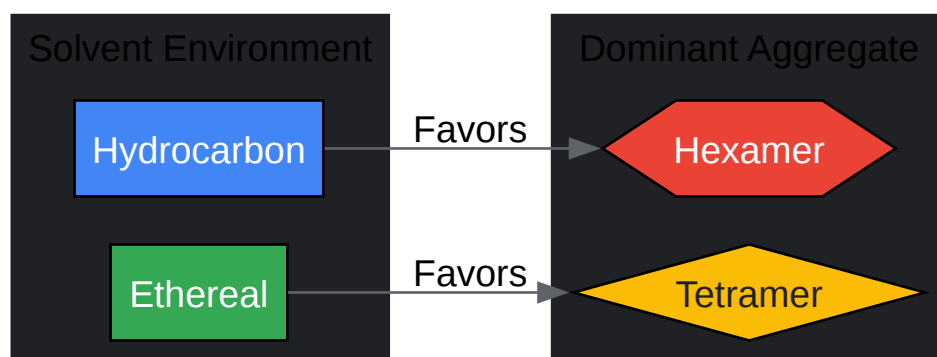 Solvent Environment
Dominant Aggregate
Hydrocarbon
Favors
Hexamer
Ethereal
Favors
Tetramer